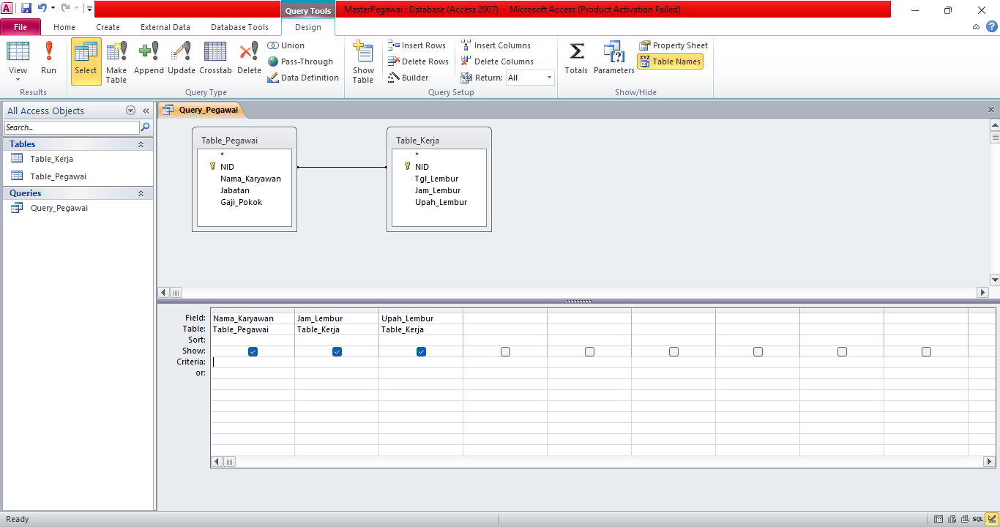 Query Tools
MasterPegawai : Database (Access 2007) - Microsoft Access (Product Activation Failed)
File Home Create External Data Database Tools Design
View
Run
Select
Make Table
Append
Update
Crosstab
Delete
Union
Pass-Through
Data Definition
Show Table
Insert Rows
Delete Rows
Builder
Insert Columns
Delete Columns
Return: All
Totals
Parameters
Property Sheet
Table Names
Results
Query Type
Query Setup
Show/Hide
All Access Objects
Search...
Tables
Table_Kerja
Table_Pegawai
Queries
Query_Pegawai
Query_Pegawai
Table_Pegawai
*
NID
Nama_Karyawan
Jabatan
Gaji_Pokok
Table_Kerja
*
NID
Tgl_Lembur
Jam_Lembur
Upah_Lembur
Field: Nama_Karyawan Jam_Lembur Upah_Lembur
Table: Table_Pegawai Table_Kerja Table_Kerja
Sort:
Show:
Criteria:
or:
Ready
SQL